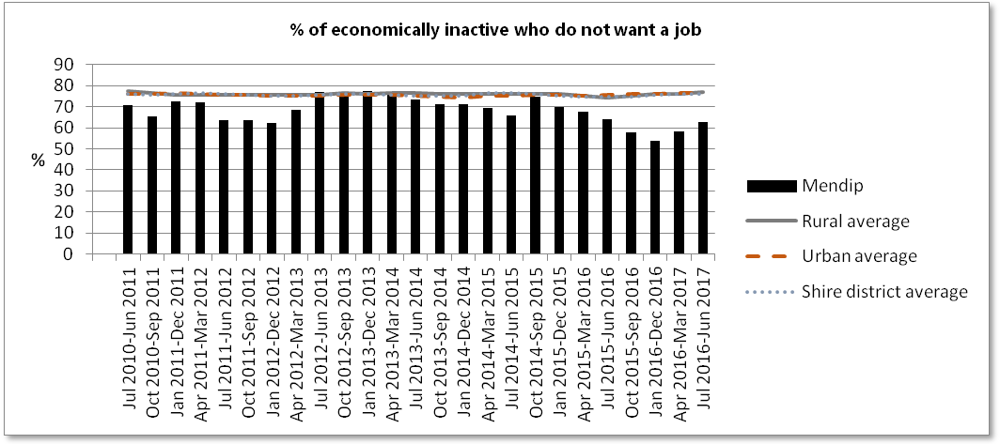 % of economically inactive who do not want a job
90
80
70
60
50
40
30
20
10
0
%
Jul 2010-Jun 2011
Oct 2010-Sep 2011
Jan 2011-Dec 2011
Apr 2011-Mar 2012
Jul 2011-Jun 2012
Oct 2011-Sep 2012
Jan 2012-Dec 2012
Apr 2012-Mar 2013
Jul 2012-Jun 2013
Oct 2012-Sep 2013
Jan 2013-Dec 2013
Apr 2013-Mar 2014
Jul 2013-Jun 2014
Oct 2013-Sep 2014
Jan 2014-Dec 2014
Apr 2014-Mar 2015
Jul 2014-Jun 2015
Oct 2014-Sep 2015
Jan 2015-Dec 2015
Apr 2015-Mar 2016
Jul 2015-Jun 2016
Oct 2015-Sep 2016
Jan 2016-Dec 2016
Apr 2016-Mar 2017
Jul 2016-Jun 2017
Mendip
Rural average
Urban average
Shire district average